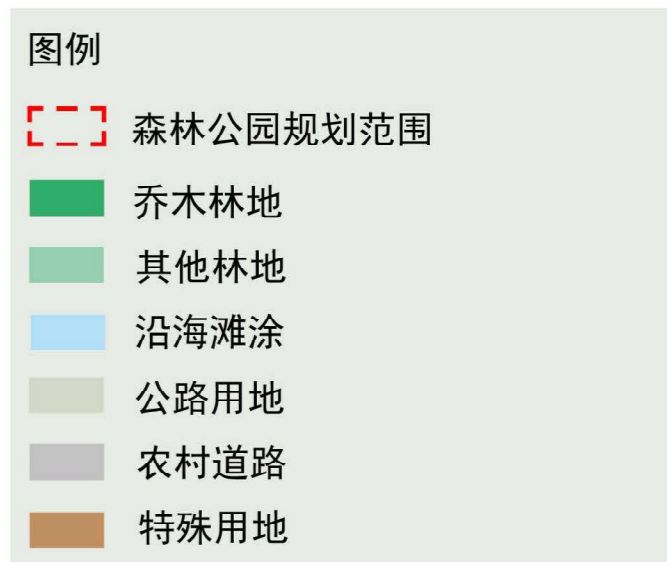 图例
森林公园规划范围
乔木林地
其他林地
沿海滩涂
公路用地
农村道路
特殊用地